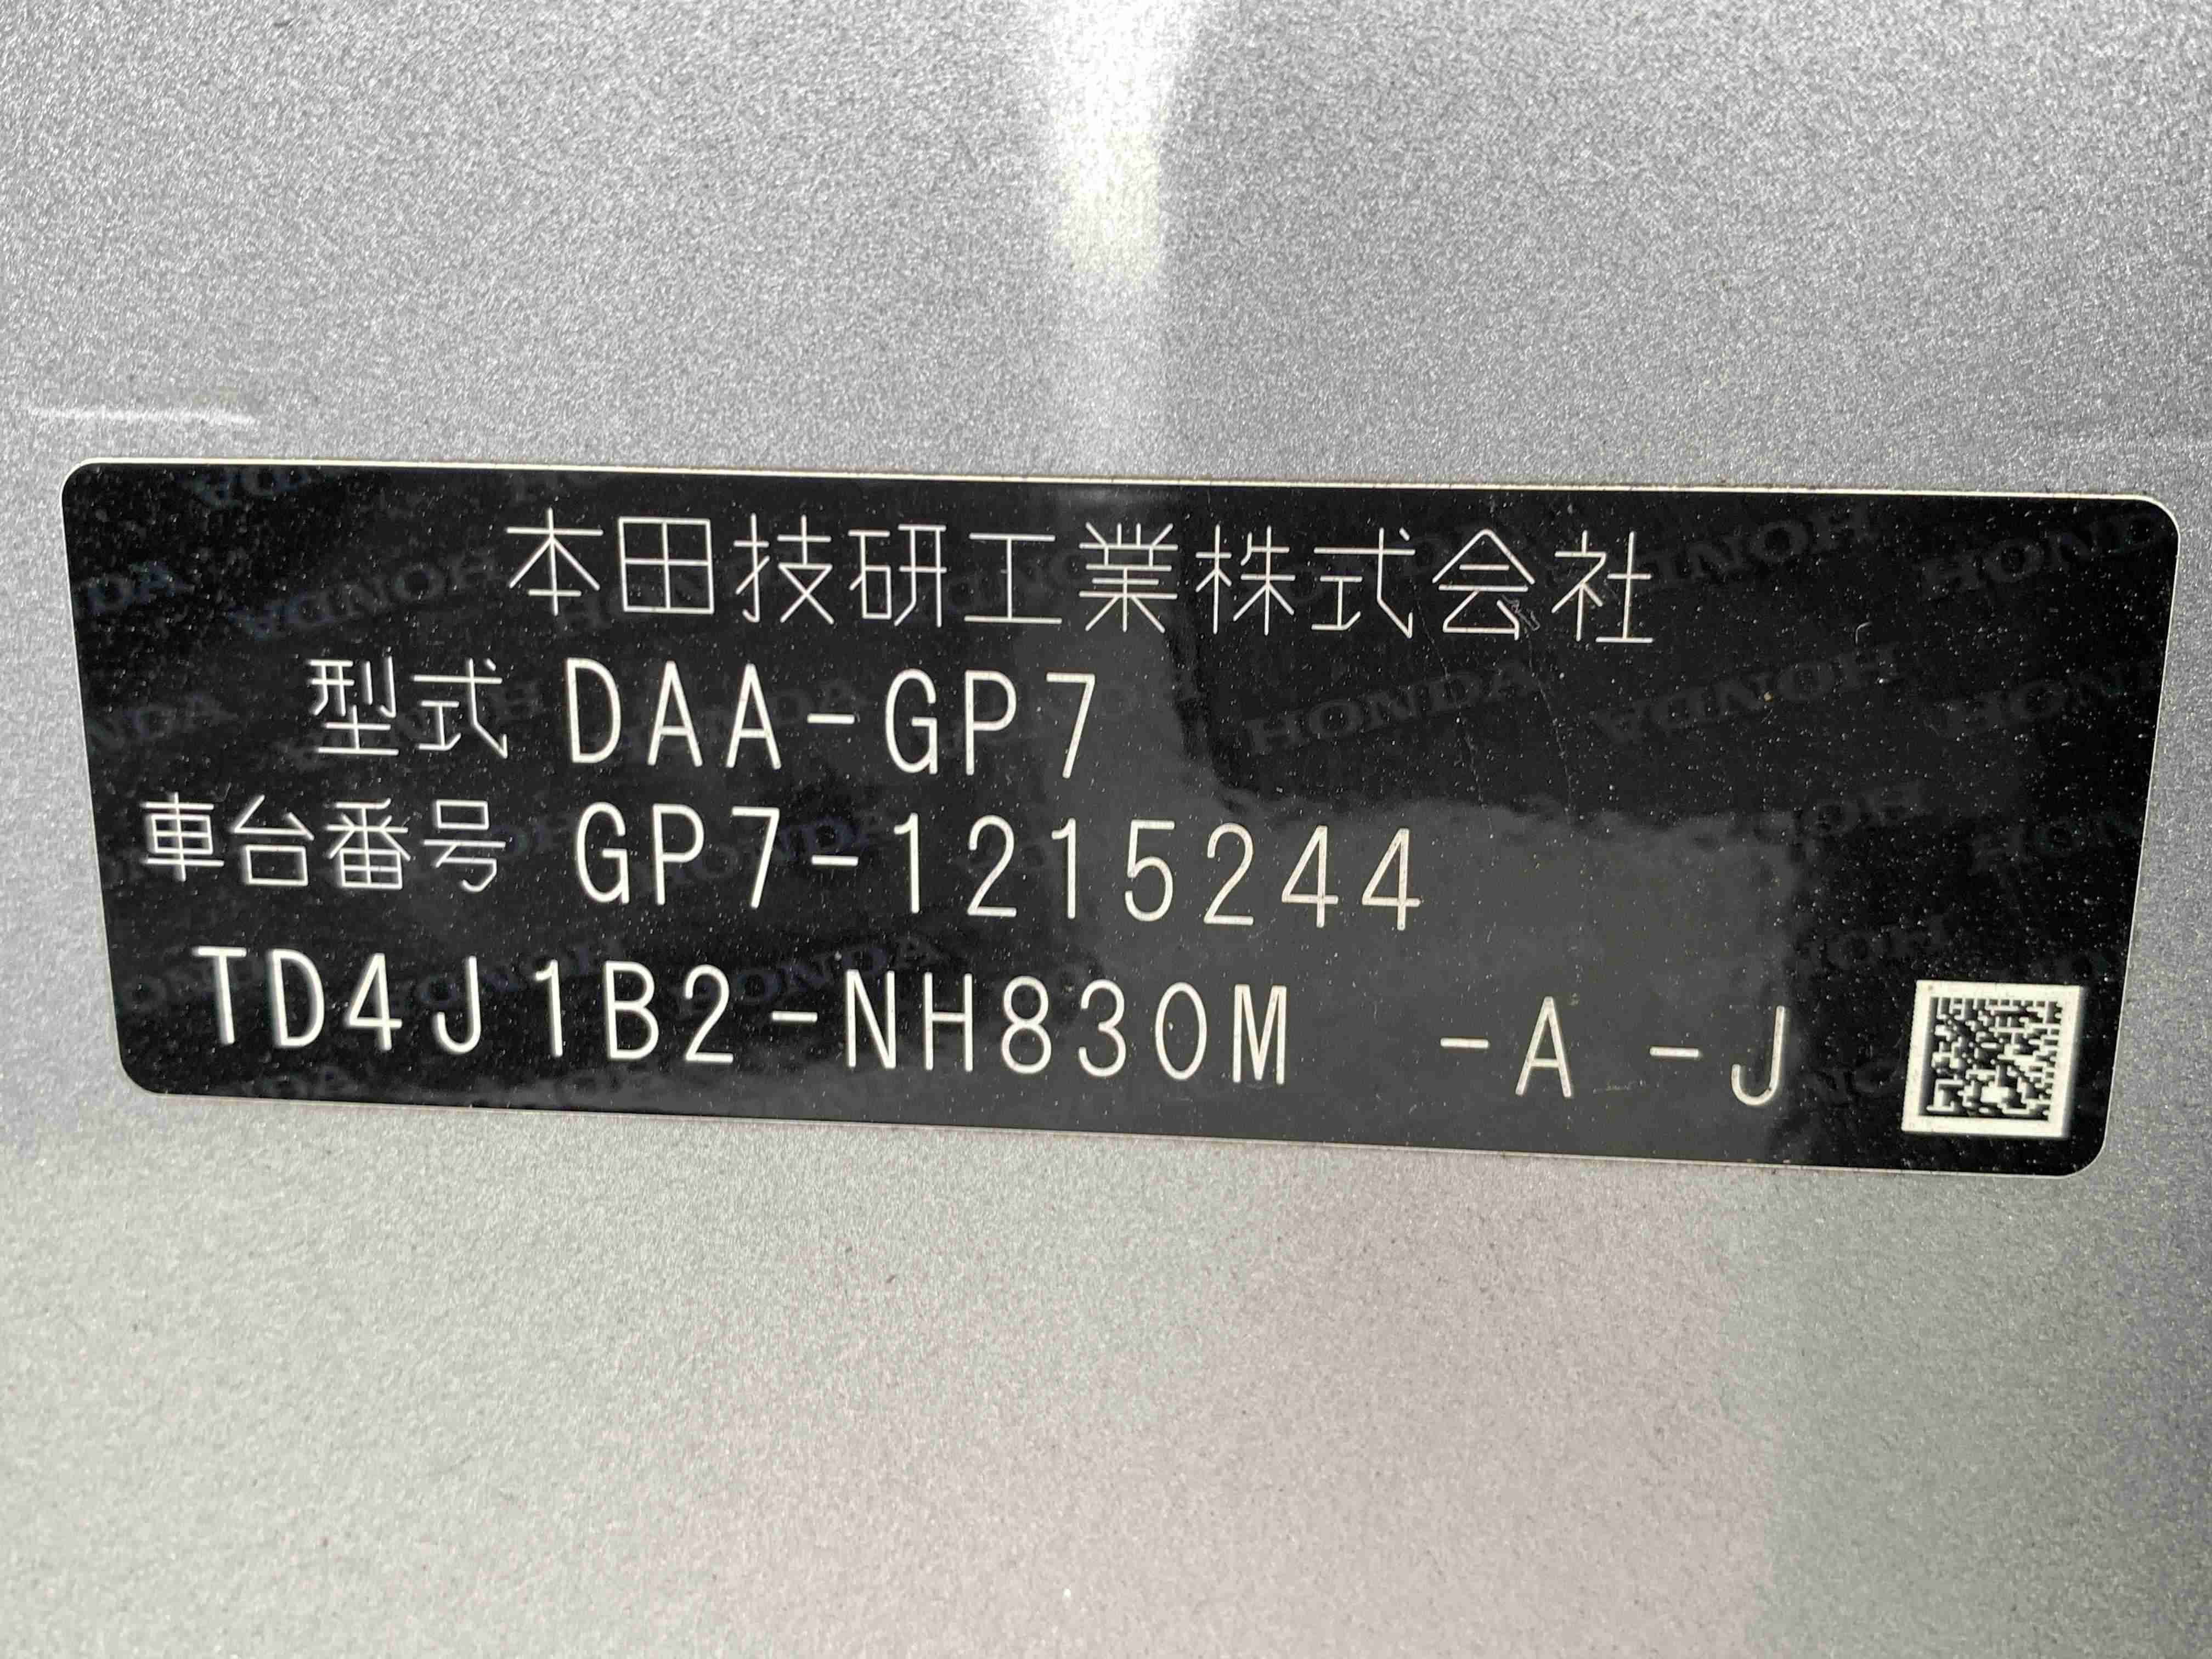 本田技研工業株式会社
型式 DAA-GP7
車台番号 GP7-1215244
TD4J1B2-NH830M -A -J